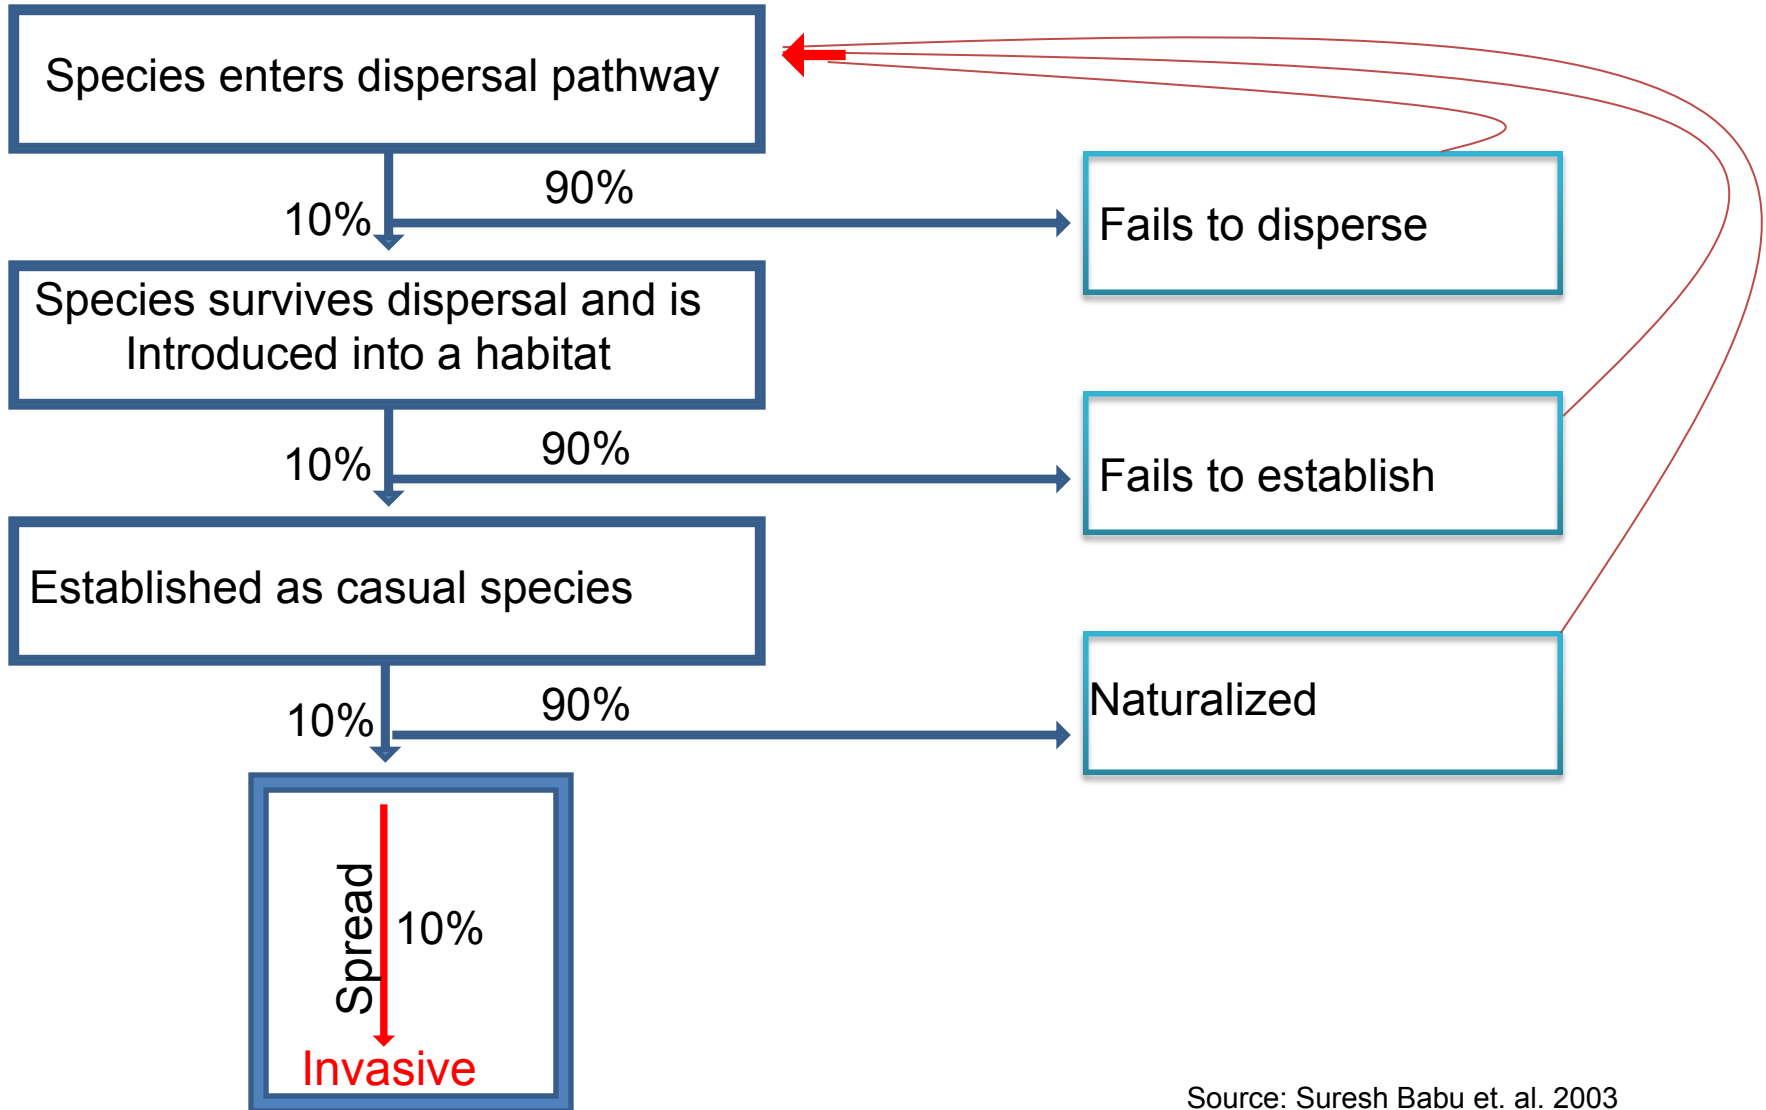 Species enters dispersal pathway
90%
10%
Fails to disperse
Species survives dispersal and is
Introduced into a habitat
90%
10%
Fails to establish
Established as casual species
90%
10%
Naturalized
Spread
10%
Invasive
Source: Suresh Babu et. al. 2003